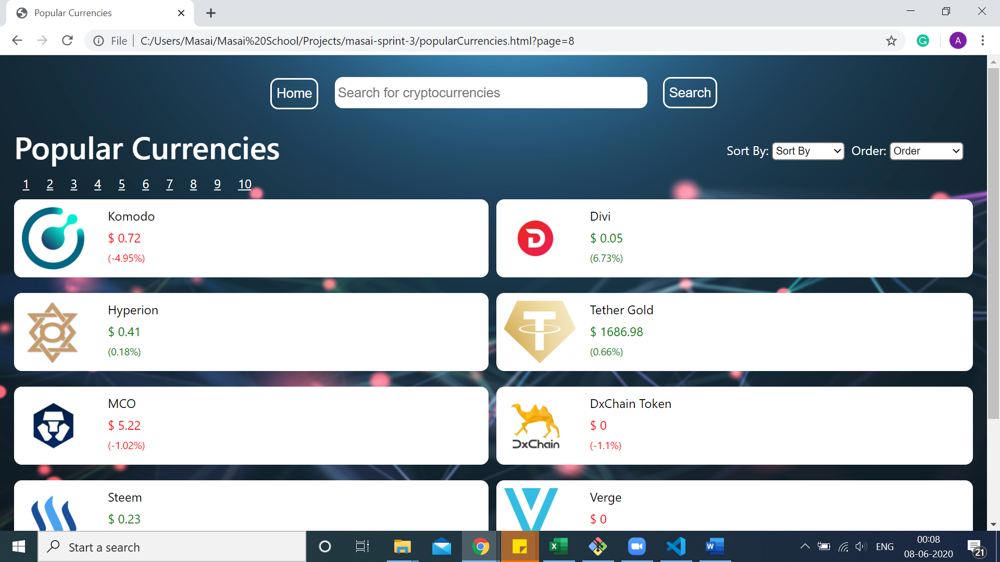 Popular Currencies
File
C:/Users/Masai/Masai%20School/Projects/masai-sprint-3/popularCurrencies.html?page=8
A
Home
Search for cryptocurrencies
Search
Popular Currencies
Sort By: Sort By Order: Order
1 2 3 4 5 6 7 8 9 10
Komodo
$ 0.72
(-4.95%)
Divi
$ 0.05
(6.73%)
Hyperion
$ 0.41
(0.18%)
Tether Gold
$ 1686.98
(0.66%)
MCO
$ 5.22
(-1.02%)
DxChain
DxChain Token
$ 0
(-1.1%)
Steem
$ 0.23
Verge
$ 0
Start a search
ENG
00:08
08-06-2020
21